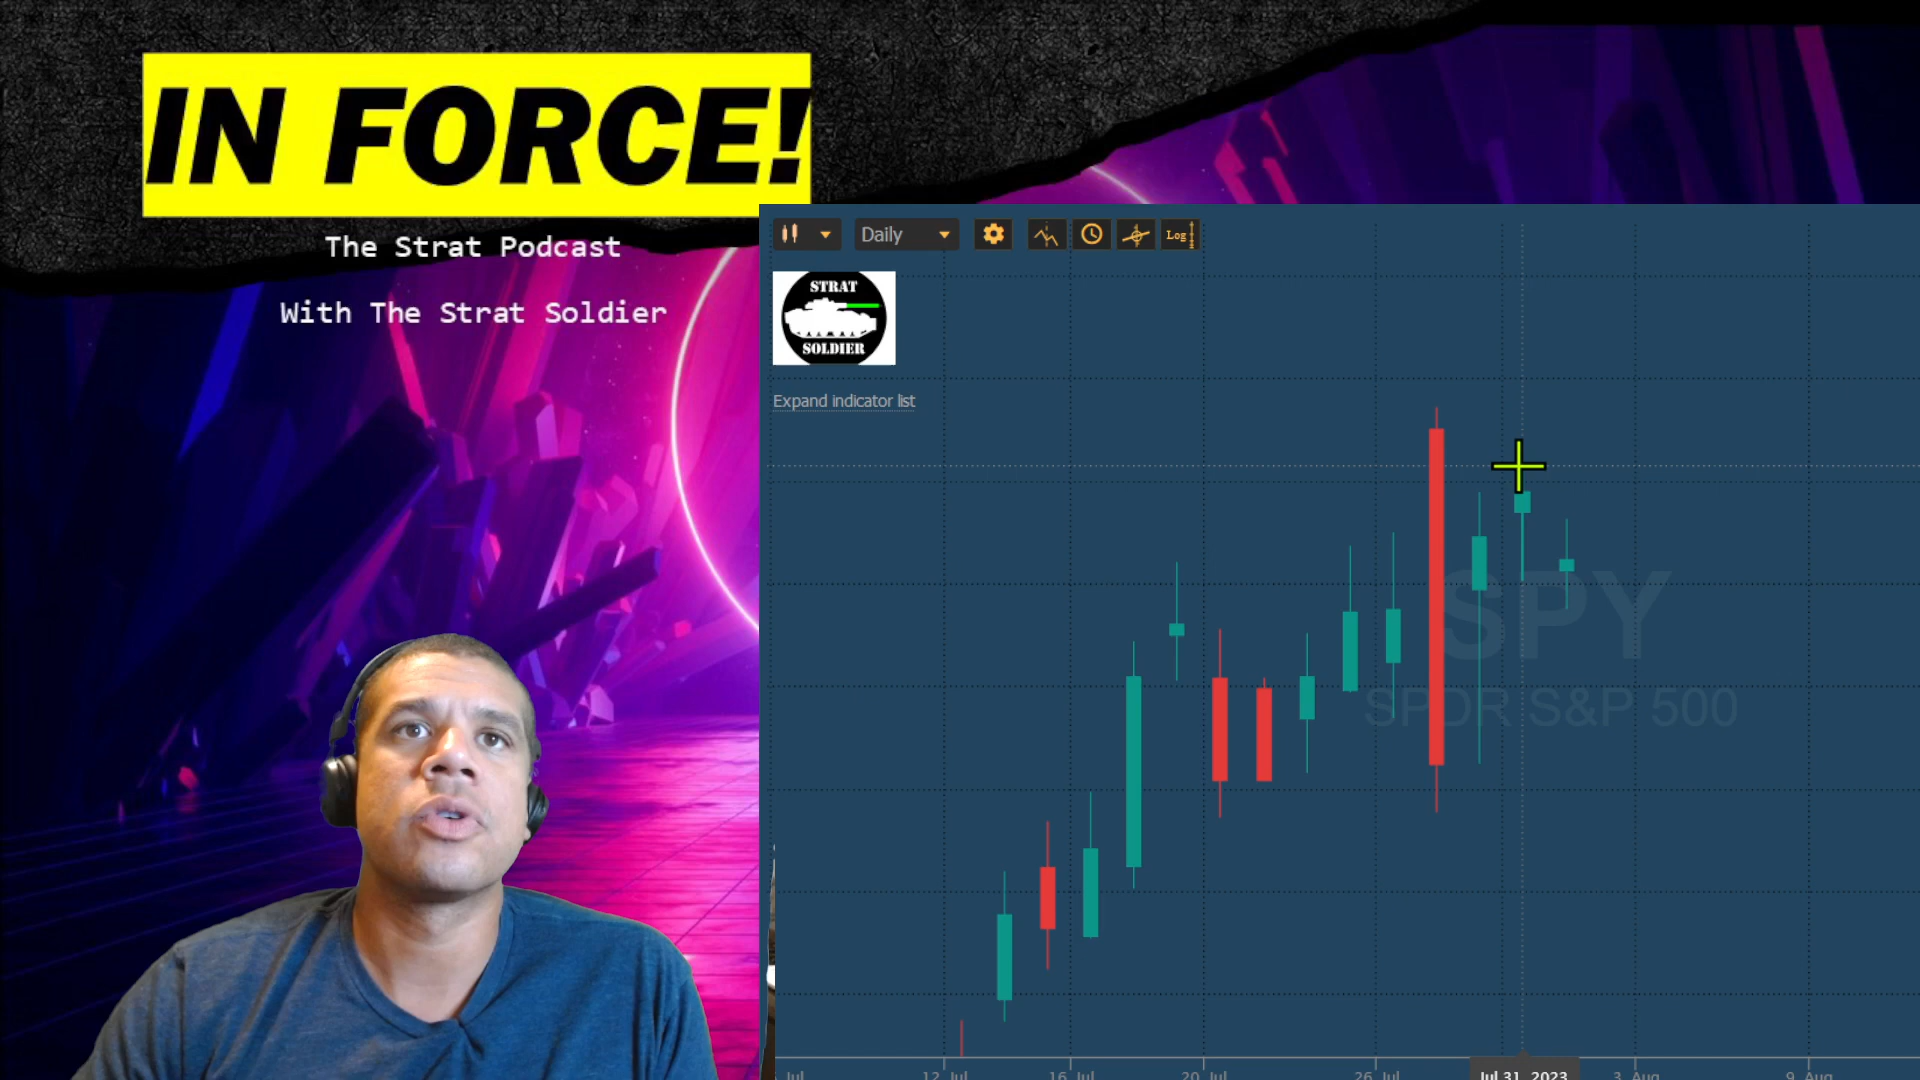 IN FORCE!
The Strat Podcast
With The Strat Soldier
Daily
Log
STRAT
SOLDIER
Expand indicator list
SPY
SPDR S&P 500
Jul
12 Jul
16 Jul
20 Jul
26 Jul
Jul 31, 2023
3. Aug
9. Aug